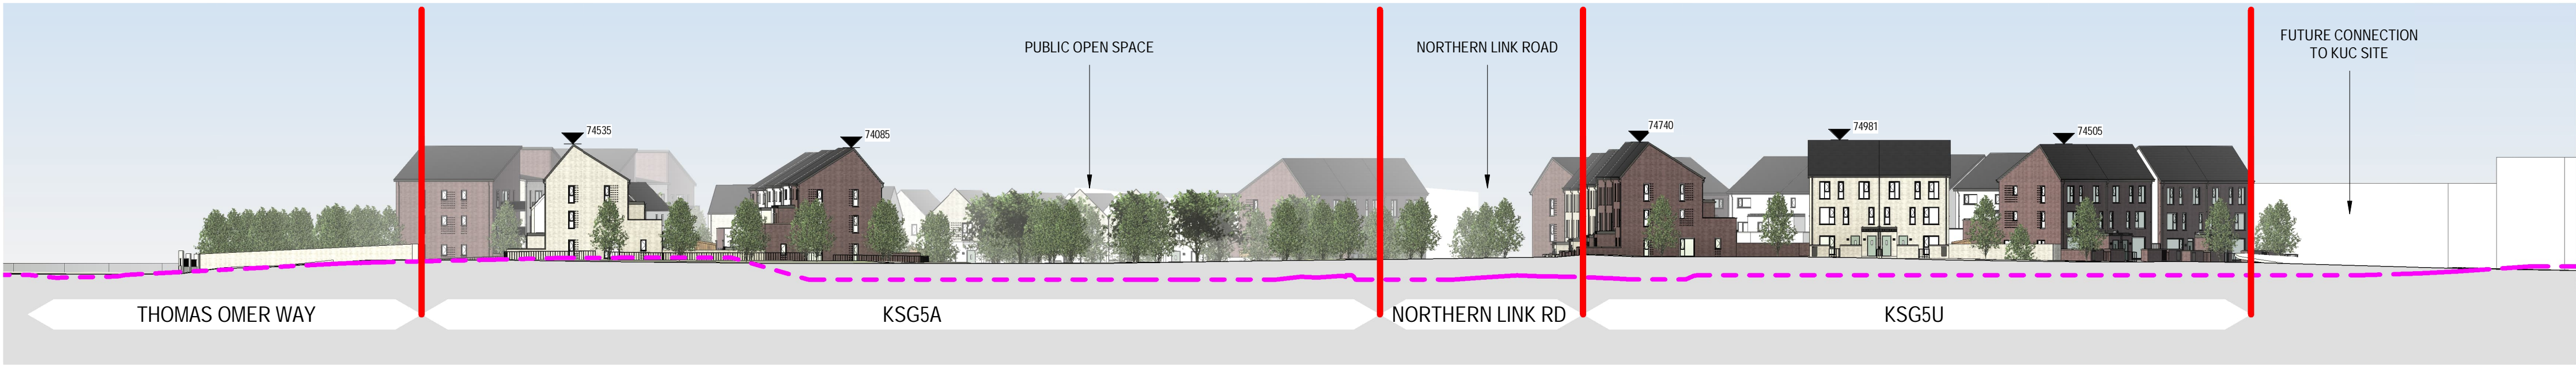 PUBLIC OPEN SPACE
NORTHERN LINK ROAD
FUTURE CONNECTION
TO KUC SITE
74535
74085
74740
74981
74505
THOMAS OMER WAY
KSG5A
NORTHERN LINK RD
KSG5U